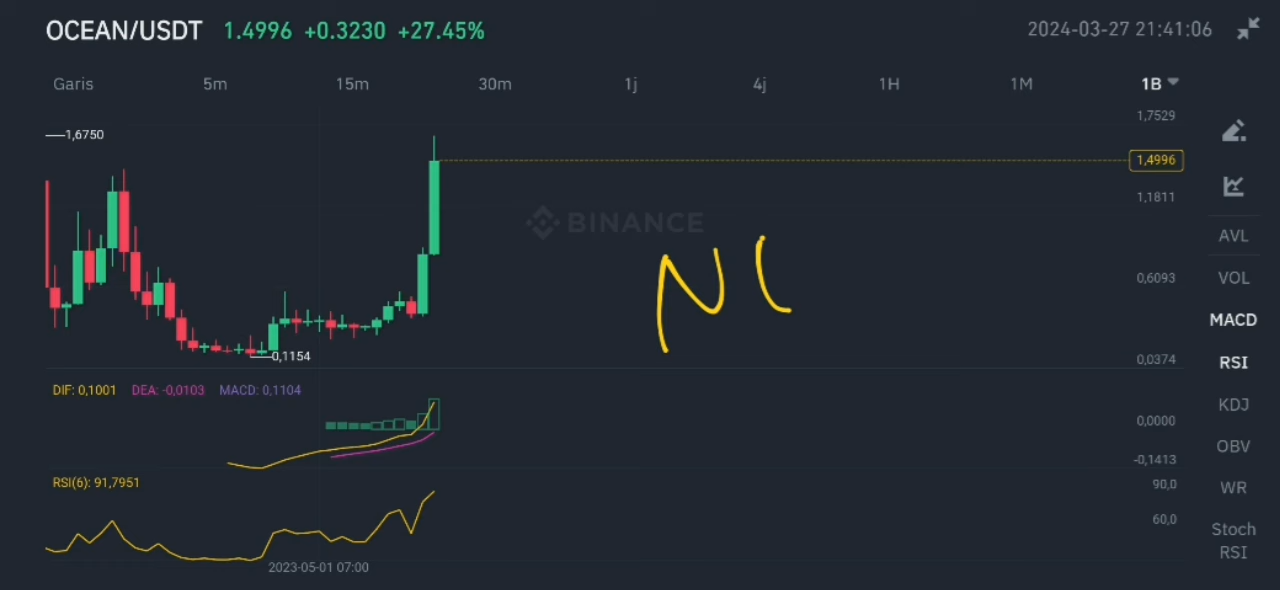 OCEAN/USDT 1.4996 +0.3230 +27.45% 2024-03-27 21:41:06
Garis 5m 15m 30m 1j 4j 1H 1M 1B
1,7529
1,6750
1,4996
1,1811
BINANCE
AVL
0,6093
VOL
MACD
0,1154
0,0374
RSI
DIF: 0,1001 DEA: -0,0103 MACD: 0,1104
KDJ
0,0000
OBV
-0,1413
RSI(6): 91,7951
90,0
WR
60,0
Stoch
RSI
2023-05-01 07:00